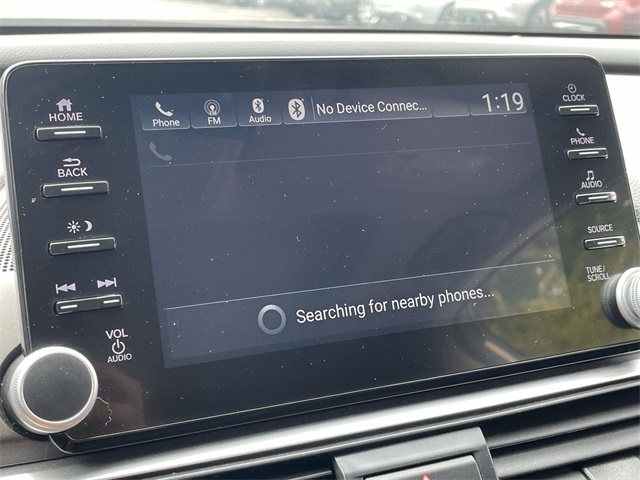 HOME
BACK
VOL
AUDIO
Phone
FM
Audio
No Device Connec...
1:19
Searching for nearby phones...
CLOCK
PHONE
AUDIO
SOURCE
TUNE/
SCROLL